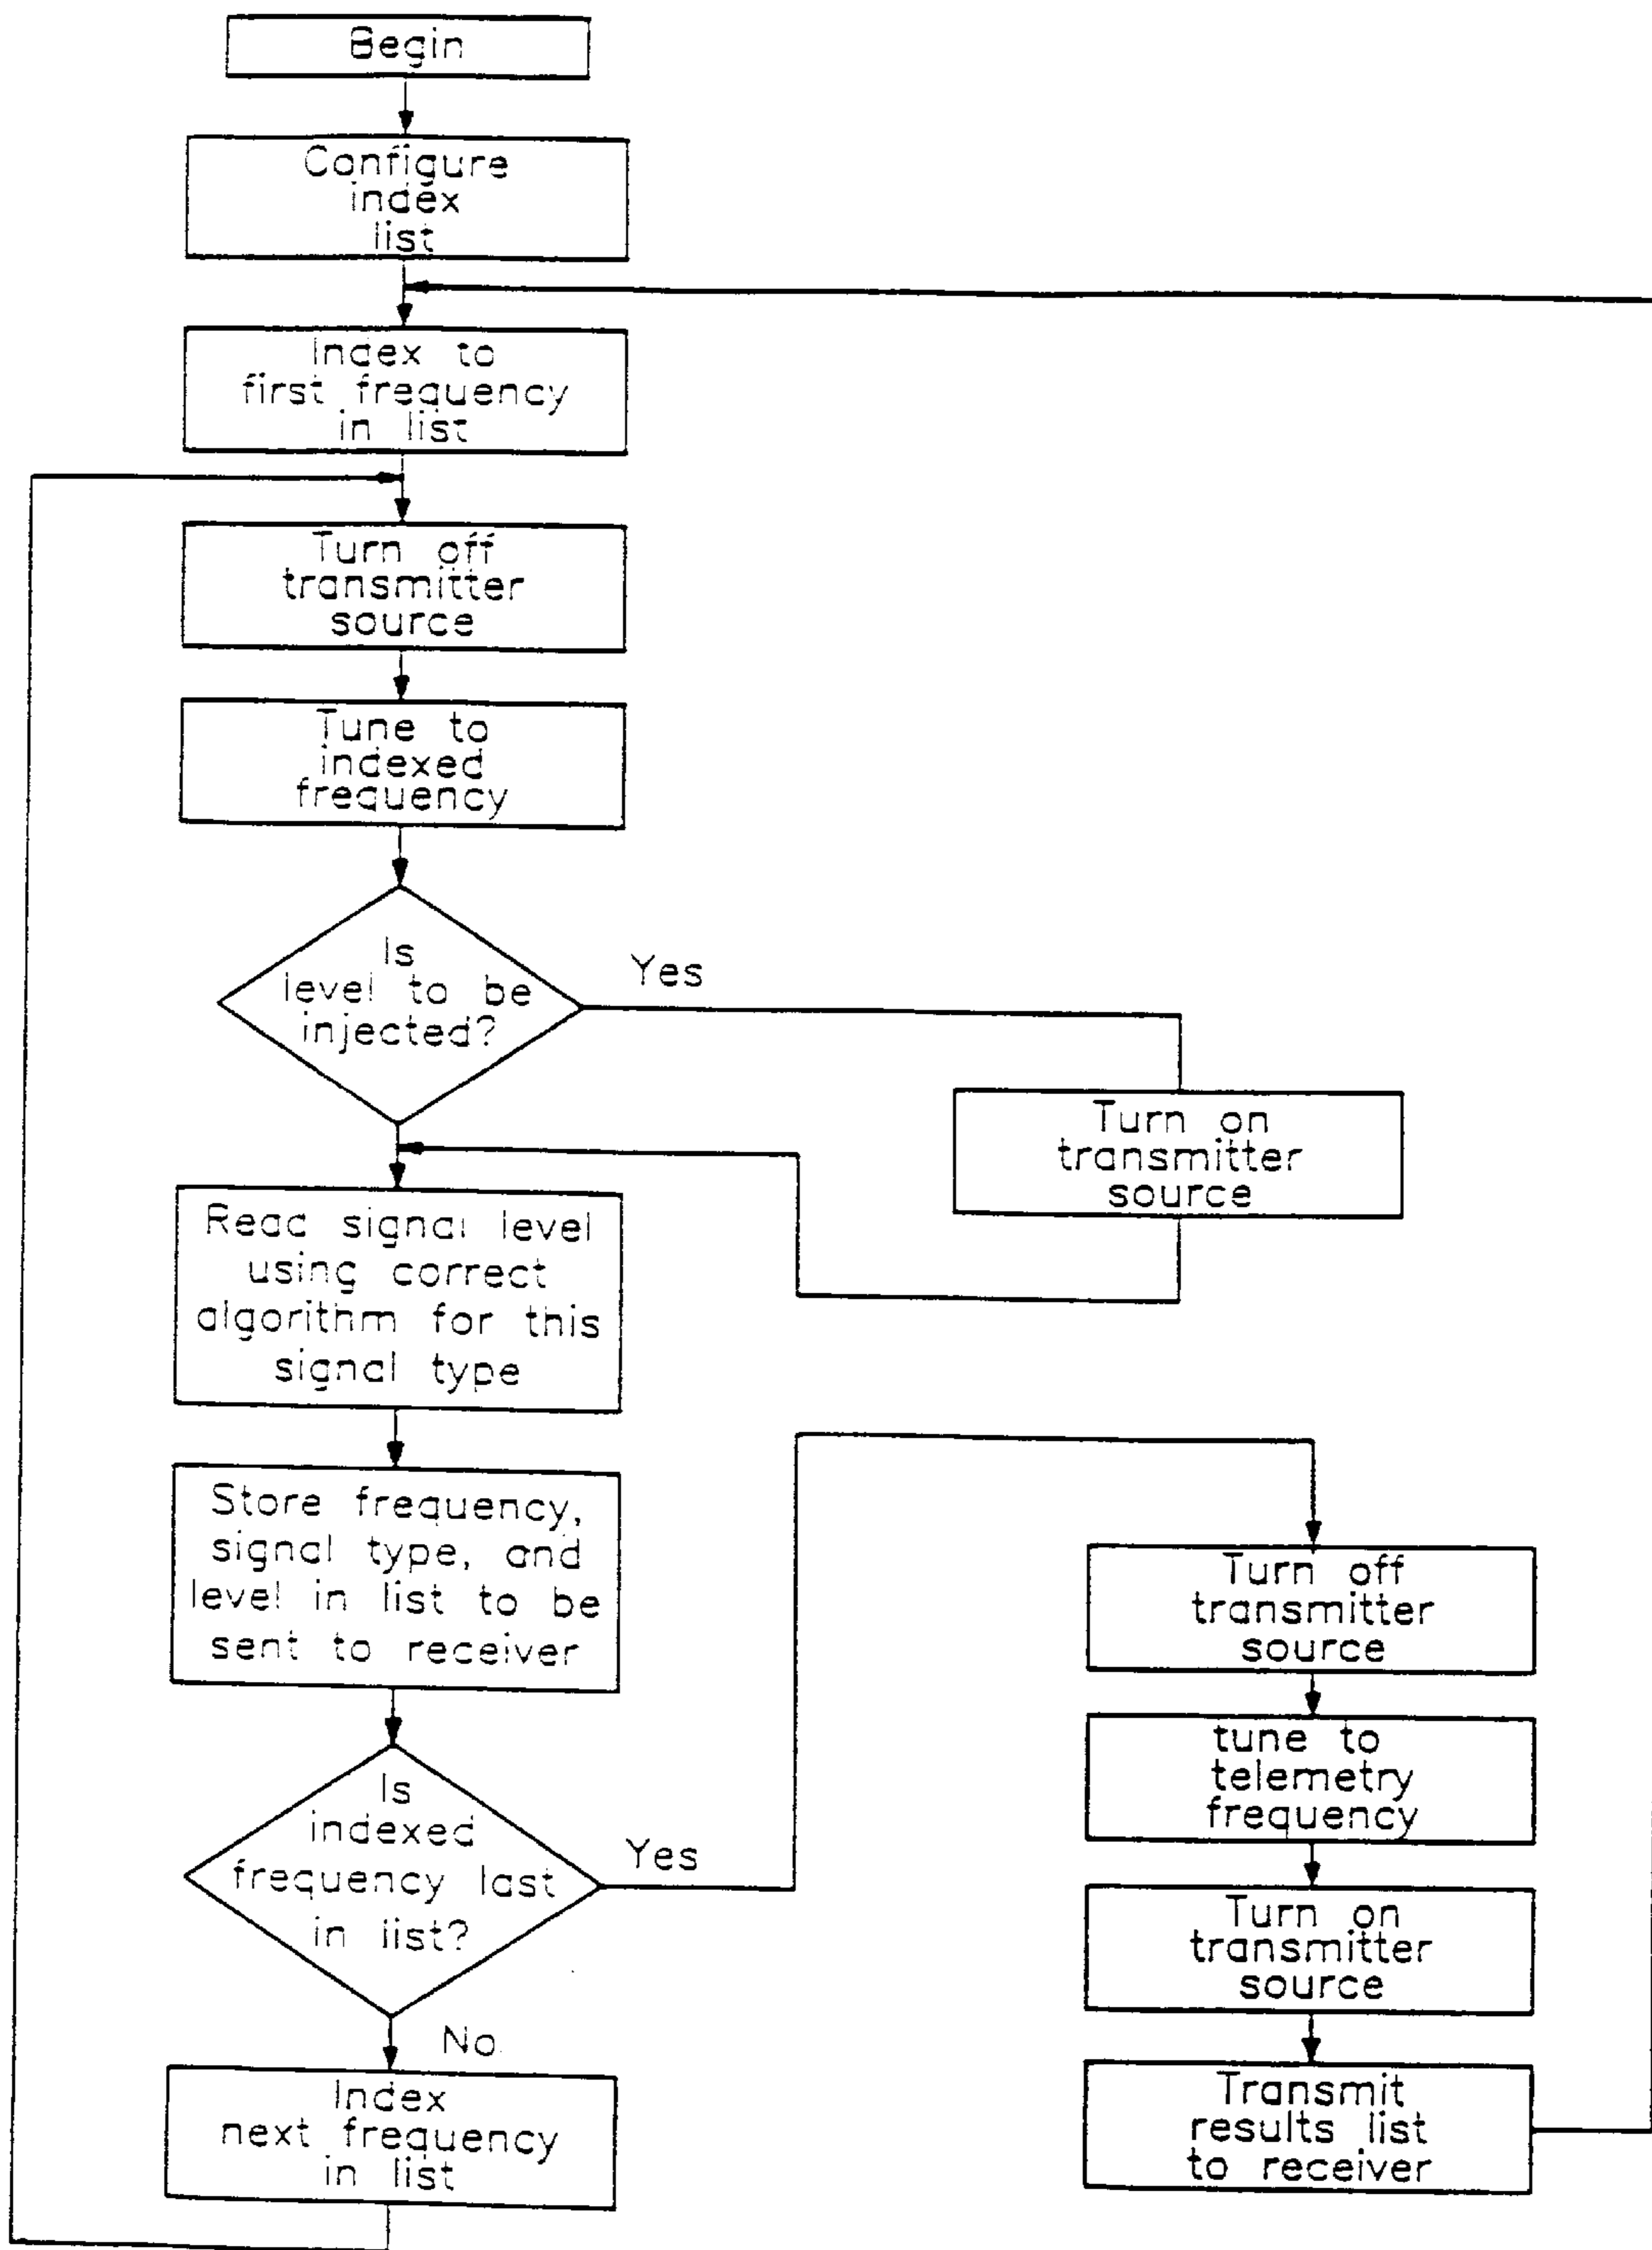 Begin
Configure
index
list
Index to
first frequency
in list
Turn off
transmitter
source
Tune to
indexed
frequency
Is
level to be
injected?
Yes
Turn on
transmitter
source
Read signal level
using correct
algorithm for this
signal type
Store frequency,
signal type, and
level in list to be
sent to receiver
Is
indexed
frequency last
in list?
Yes
No
Index
next frequency
in list
Turn off
transmitter
source
tune to
telemetry
frequency
Turn on
transmitter
source
Transmit
results list
to receiver